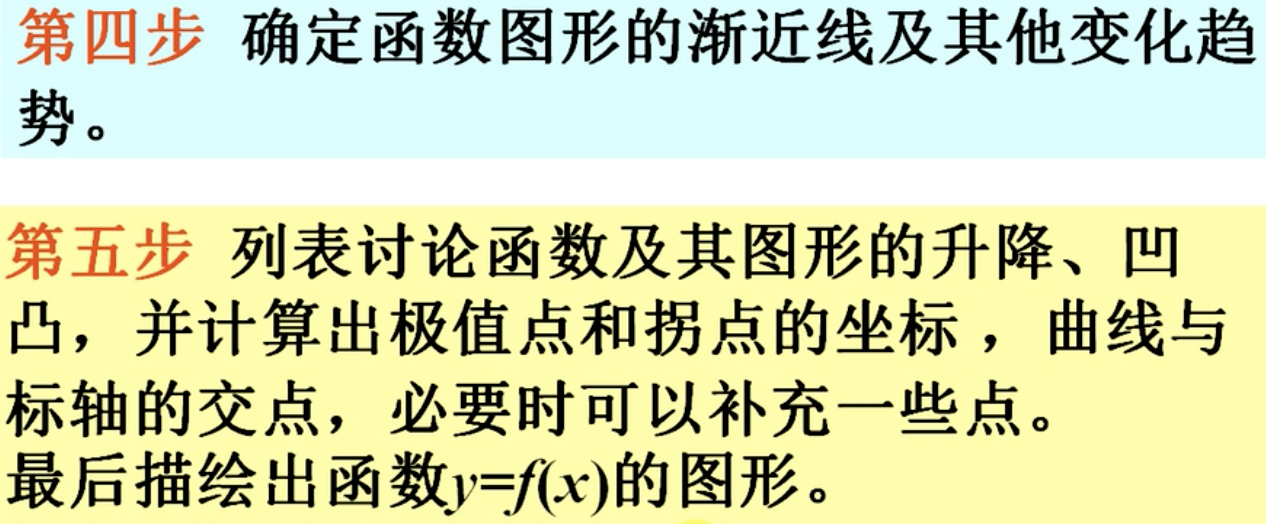 第四步 确定函数图形的渐近线及其他变化趋
势。
第五步 列表讨论函数及其图形的升降、凹
凸，并计算出极值点和拐点的坐标，曲线与
标轴的交点，必要时可以补充一些点。
最后描绘出函数y=f(x)的图形。